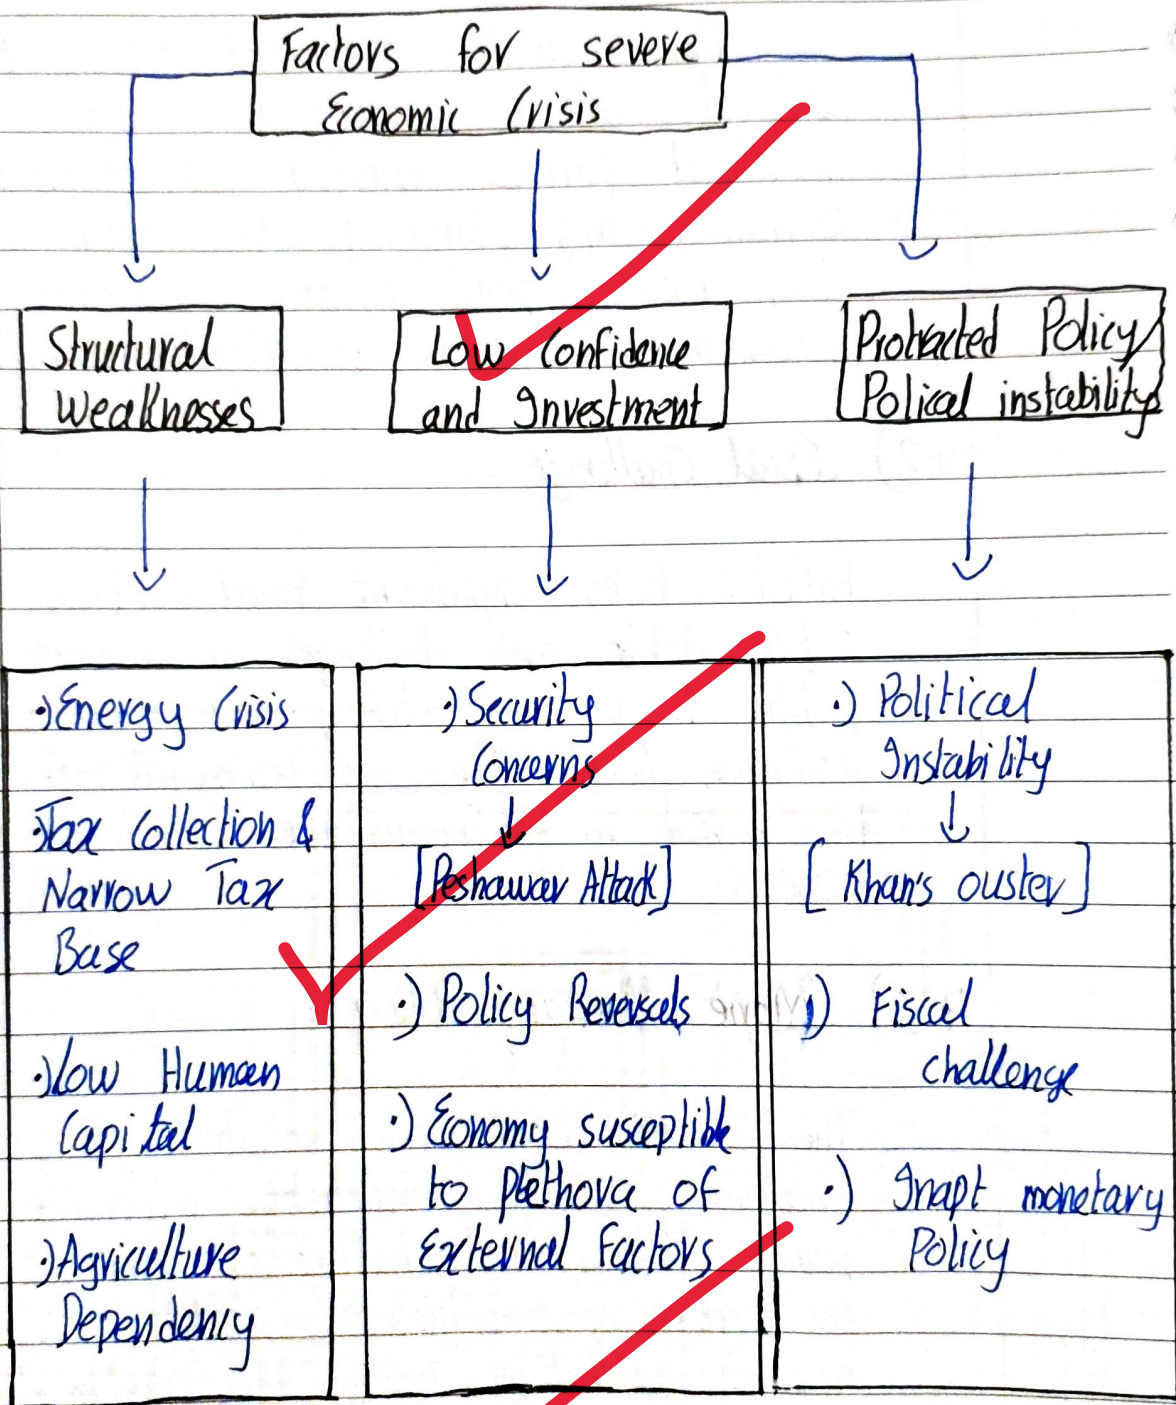 Factors for severe
Economic Crisis
Structural
Weaknesses
Low Confidence
and Investment
Protracted Policy/
Polical instability
·) Energy Crisis
·) Tax Collection &
Narrow Tax
Base
·) Low Human
Capital
·) Agriculture
Dependency
·) Security
Concerns
[Peshawar Attack]
·) Policy Reversals
·) Economy susceptible
to plethora of
External Factors
·) Political
Instability
[Khan's ouster]
·) Fiscal
challenge
·) Inapt monetary
Policy